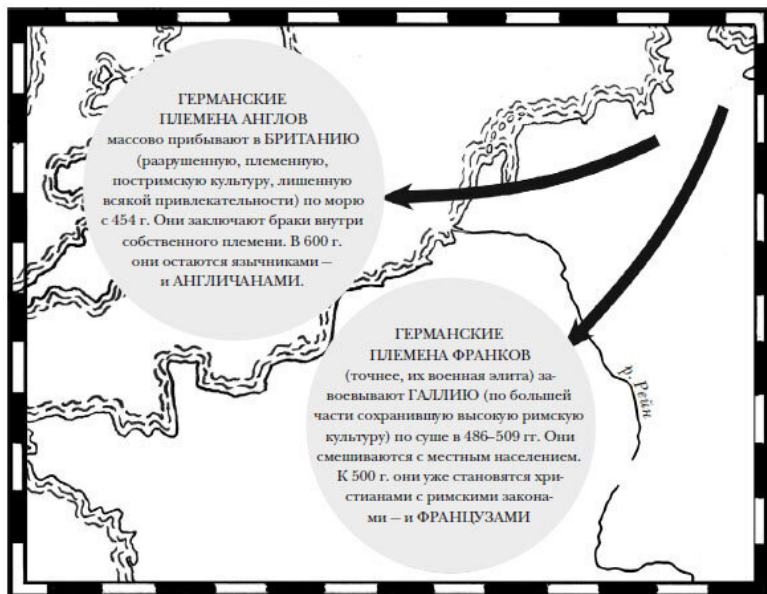 ГЕРМАНСКИЕ
ПЛЕМЕНА АНГЛОВ
массово прибывают в БРИТАНИЮ
(разрушенную, племенную,
постримскую культуру, лишенную
всякой привлекательности) по морю
с 454 г. Они заключают браки внутри
собственного племени. В 600 г.
они остаются язычниками —
и АНГЛИЧАНАМИ.
ГЕРМАНСКИЕ
ПЛЕМЕНА ФРАНКОВ
(точнее, их военная элита) за-
воевывают ГАЛЛИЮ (по большей
части сохранившую высокую римскую
культуру) по суше в 486–509 гг. Они
смешиваются с местным населением.
К 500 г. они уже становятся хри-
стианами с римскими закона-
ми — и ФРАНЦУЗАМИ
р. Рейн